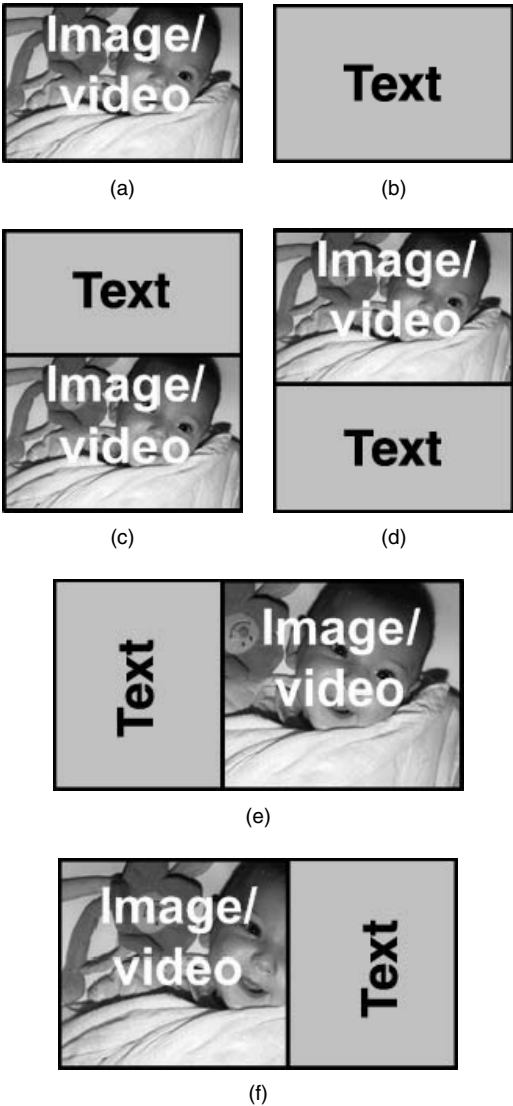 Image/
video
(a)
Text
(b)
Text
Image/
video
(c)
Image/
video
Text
(d)
Text
Image/
video
(e)
Image/
video
Text
(f)